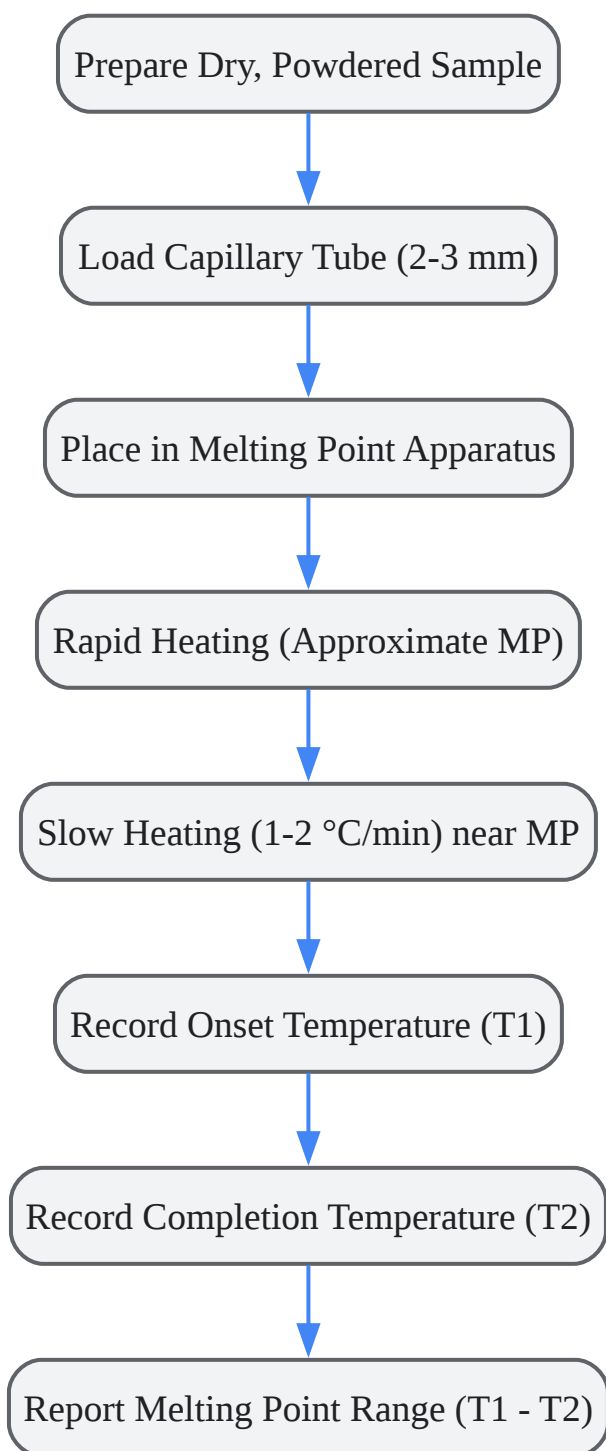 Prepare Dry, Powdered Sample
Load Capillary Tube (2-3 mm)
Place in Melting Point Apparatus
Rapid Heating (Approximate MP)
Slow Heating (1-2 °C/min) near MP
Record Onset Temperature (T1)
Record Completion Temperature (T2)
Report Melting Point Range (T1 - T2)